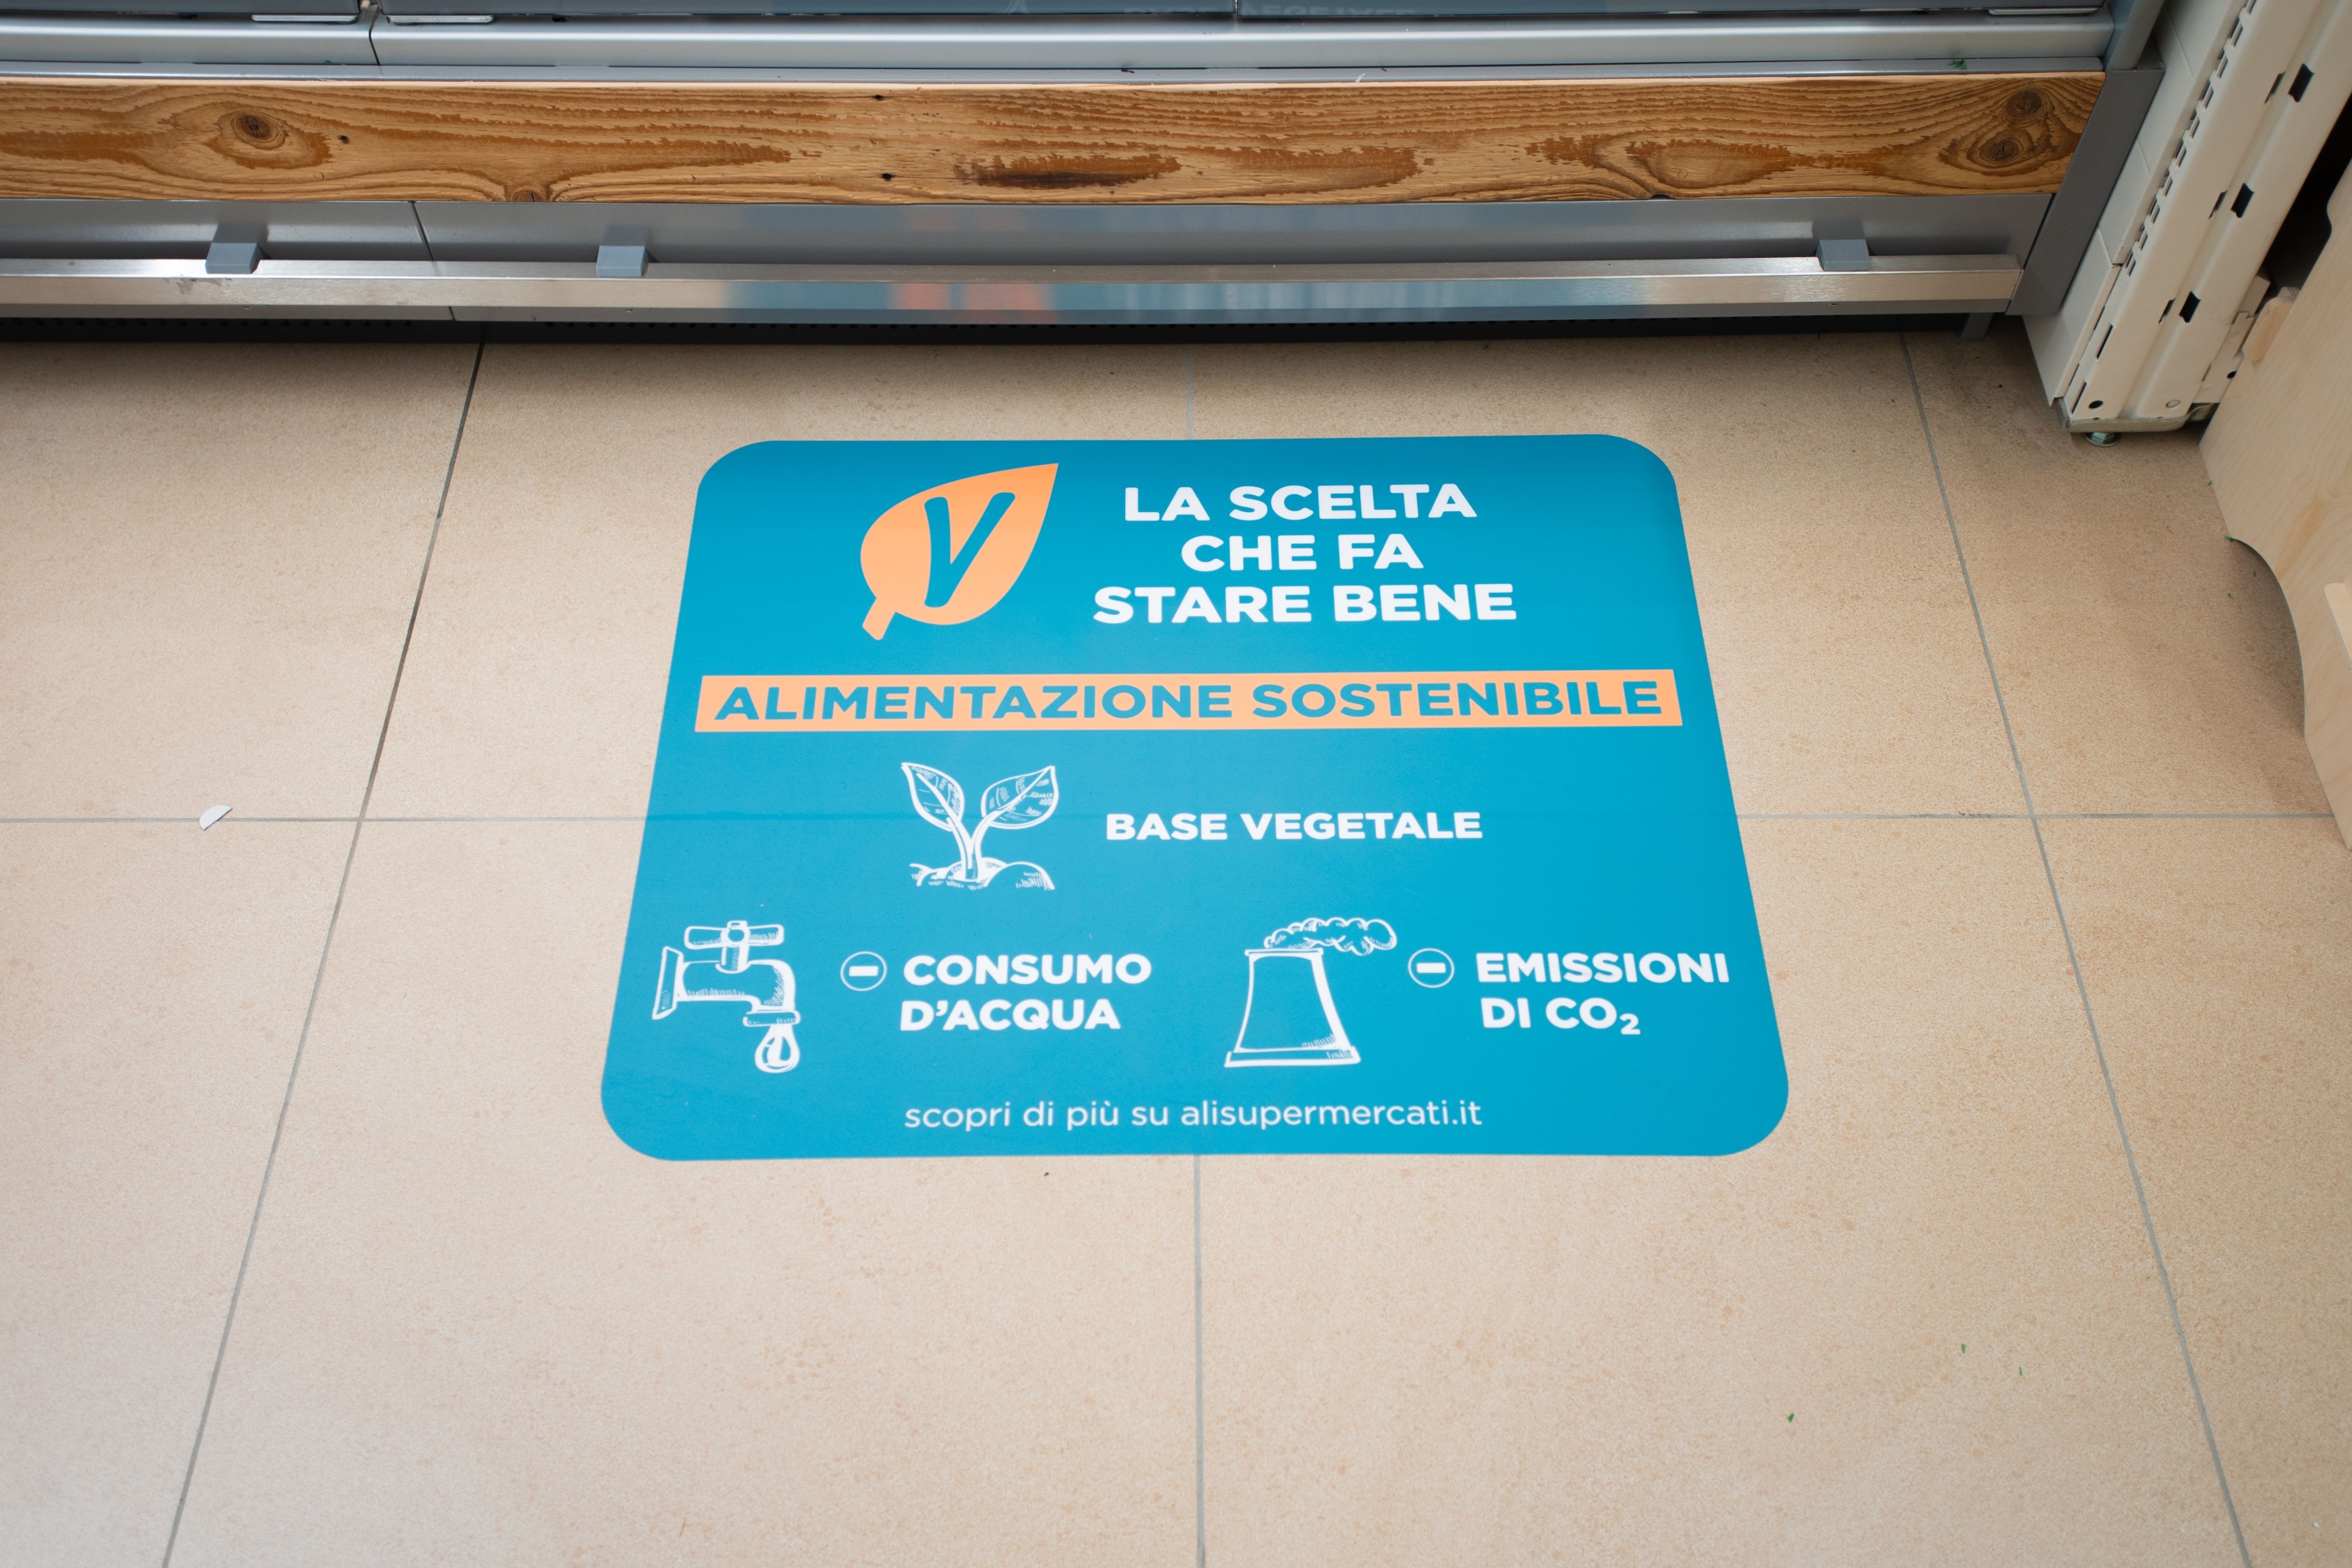 V
LA SCELTA
CHE FA
STARE BENE
ALIMENTAZIONE SOSTENIBILE
BASE VEGETALE
CONSUMO
D'ACQUA
EMISSIONI
DI CO₂
scopri di più su alisupermercati.it